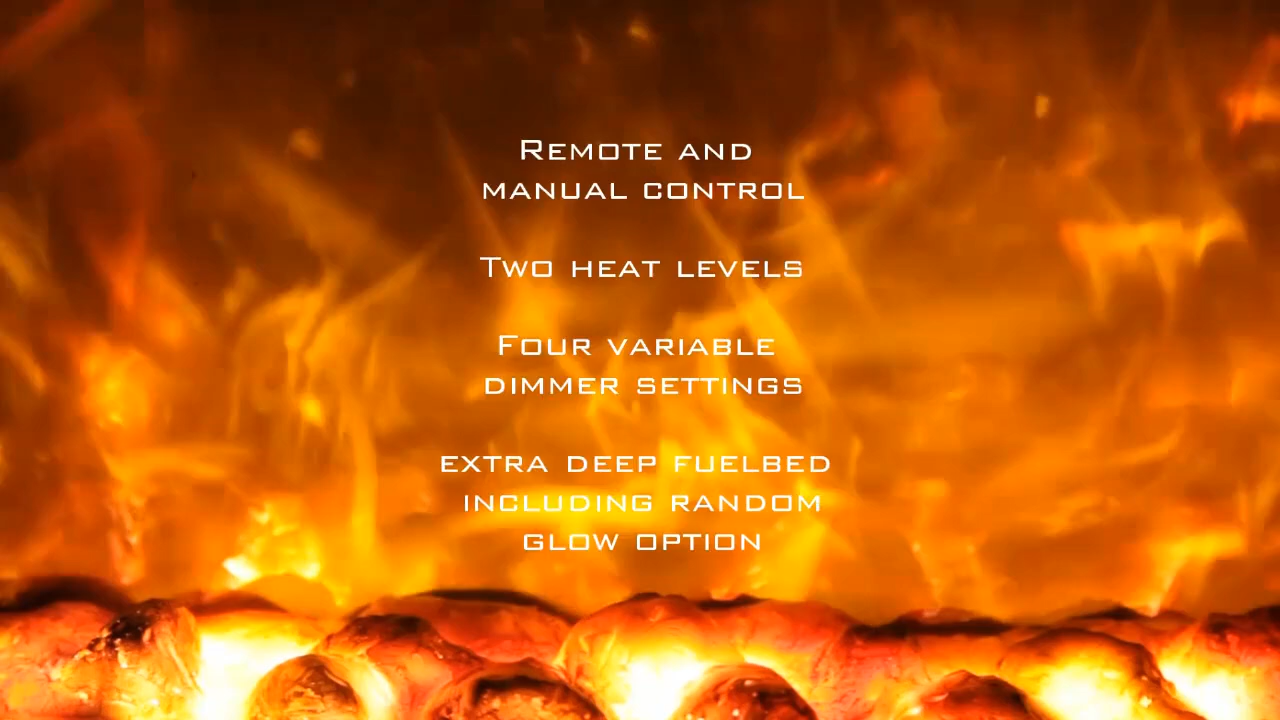 Remote and
manual control
Two heat levels
Four variable
dimmer settings
extra deep fuelbed
including random
glow option